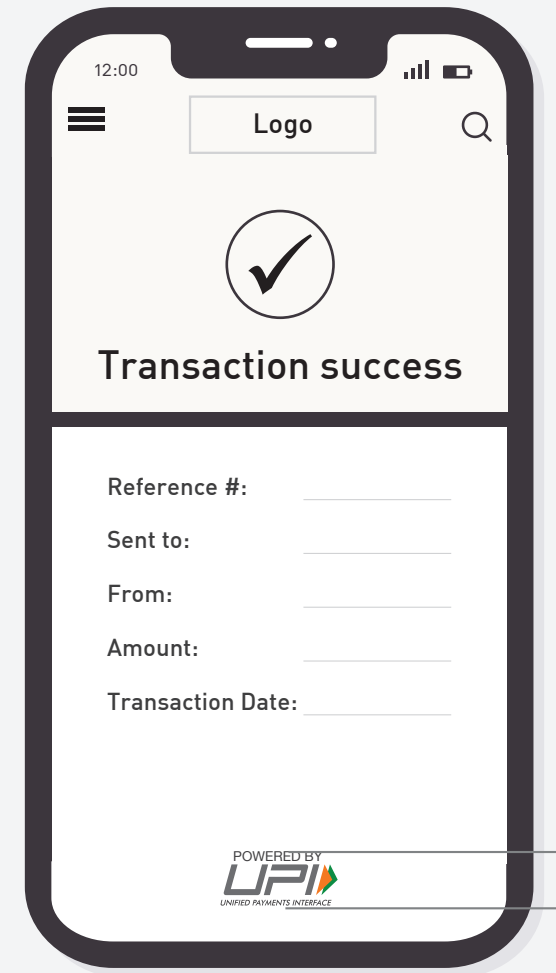 12:00
Logo
Transaction success
Reference #:
Sent to:
From:
Amount:
Transaction Date:
POWERED BY
UPI
UNIFIED PAYMENTS INTERFACE